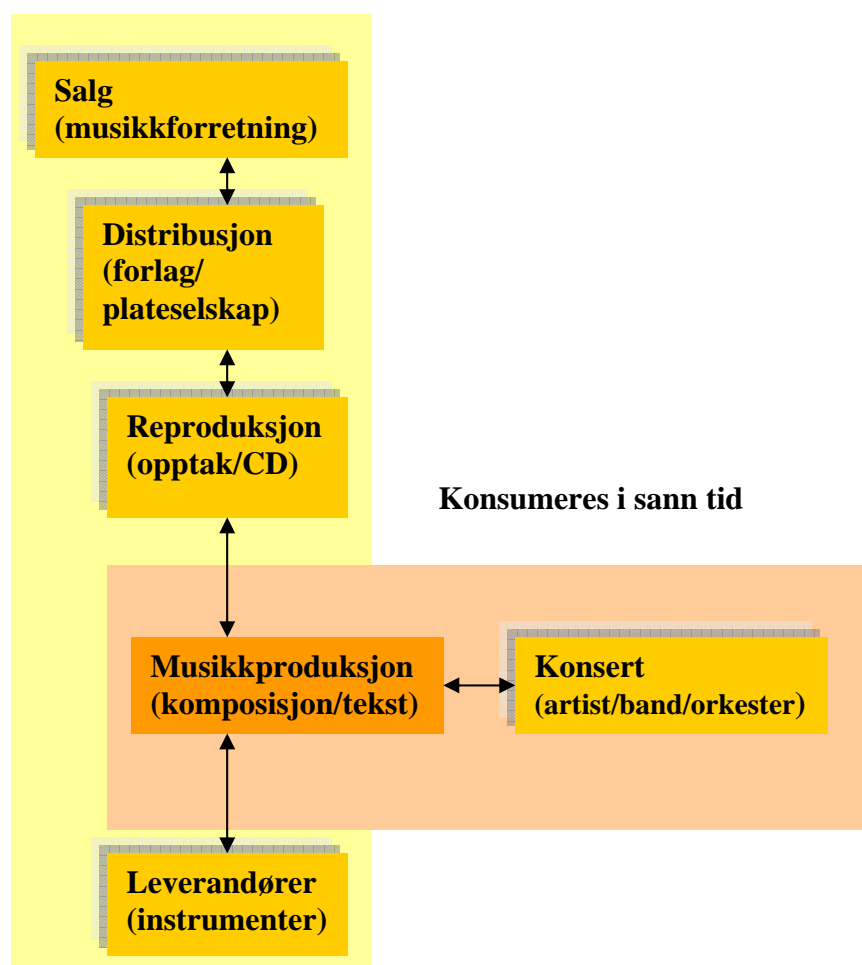 Salg
(musikkforretning)
Distribusjon
(forlag/
plateselskap)
Reproduksjon
(opptak/CD)
Konsumeres i sann tid
Musikkproduksjon
(komposisjon/tekst)
Konsert
(artist/band/orkester)
Leverandører
(instrumenter)